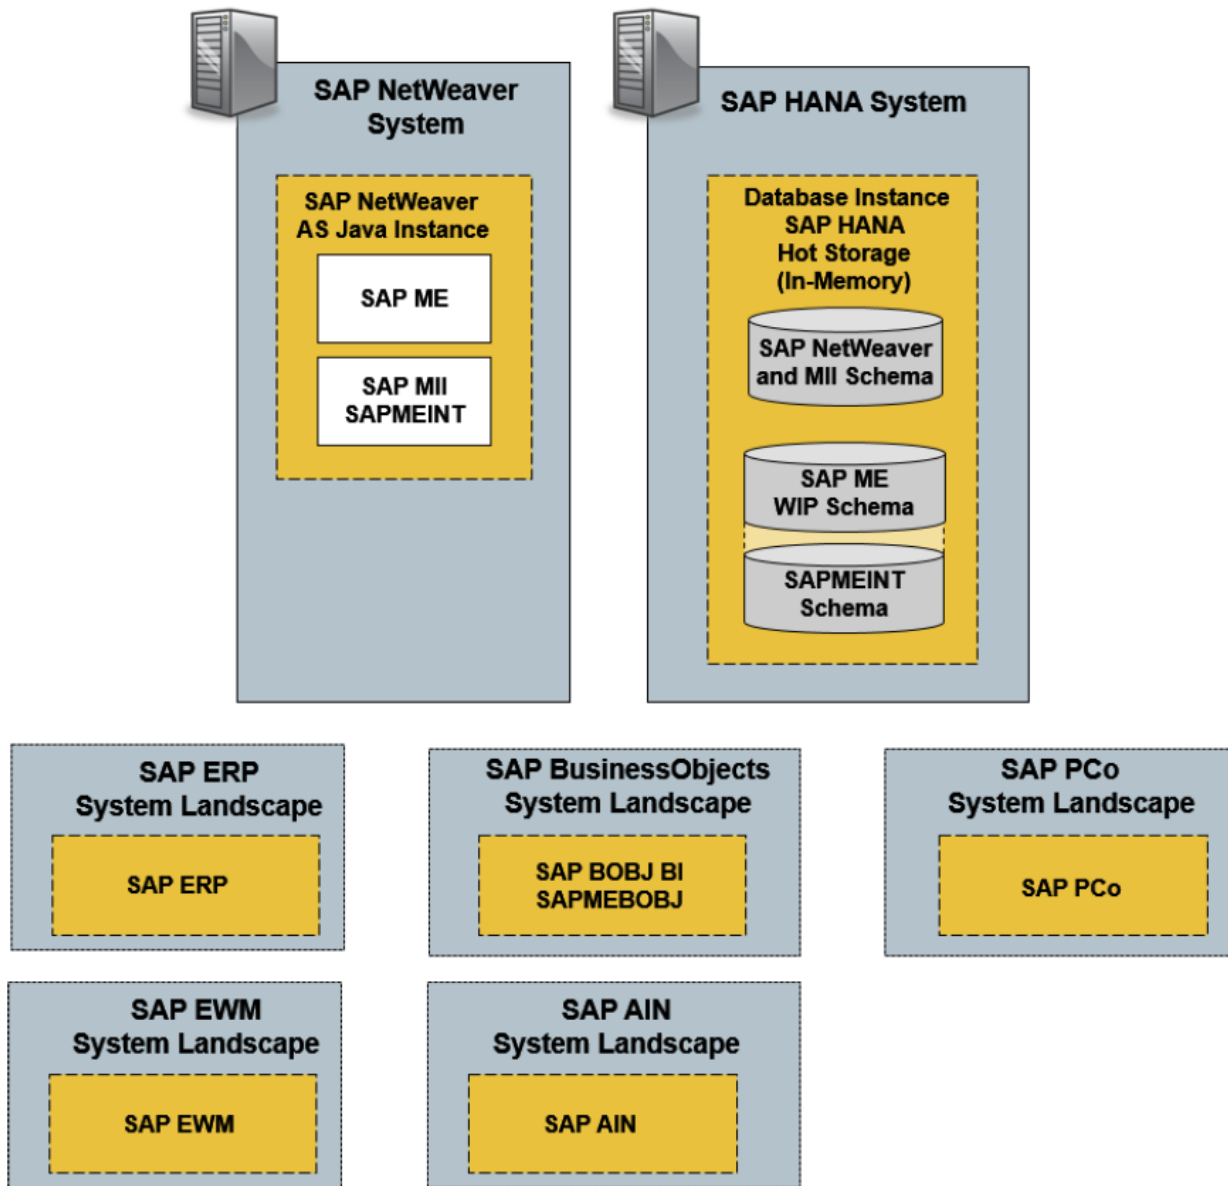 SAP NetWeaver
System
SAP NetWeaver
AS Java Instance
SAP ME
SAP MII
SAPMEINT
SAP HANA System
Database Instance
SAP HANA
Hot Storage
(In-Memory)
SAP NetWeaver
and MII Schema
SAP ME
WIP Schema
SAPMEINT
Schema
SAP ERP
System Landscape
SAP ERP
SAP BusinessObjects
System Landscape
SAP BOBJ BI
SAPMEBOBJ
SAP PCo
System Landscape
SAP PCo
SAP EWM
System Landscape
SAP EWM
SAP AIN
System Landscape
SAP AIN